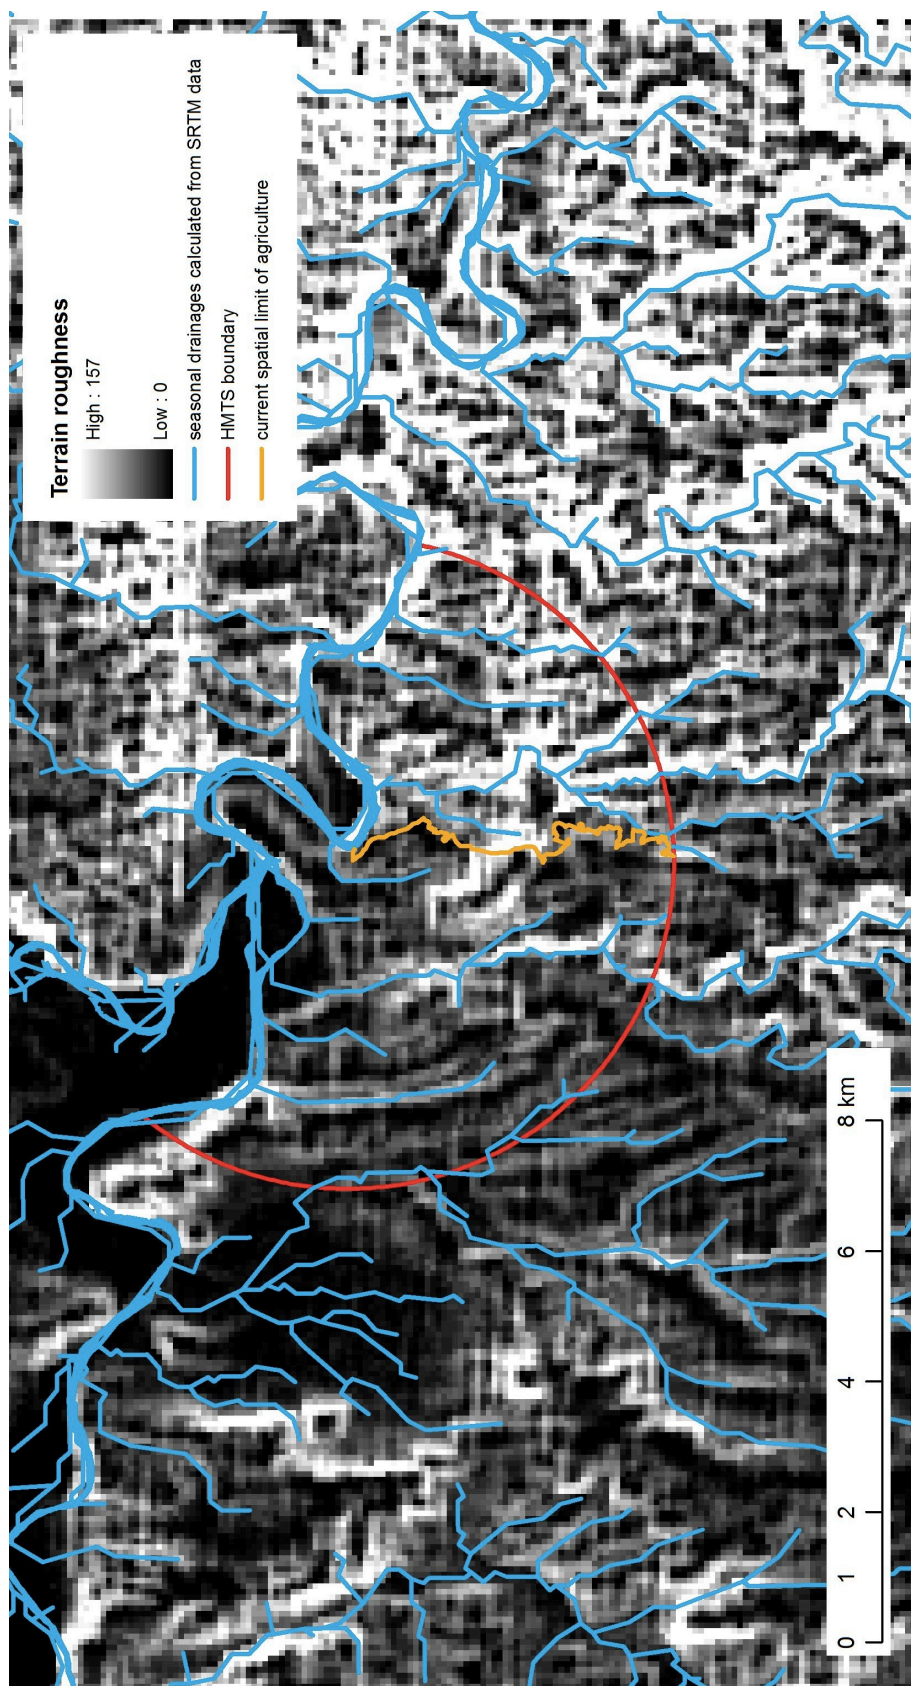 Terrain roughness
High : 157
Low : 0
seasonal drainages calculated from SRTM data
HMTS boundary
current spatial limit of agriculture
0 1 2 4 6 8 km